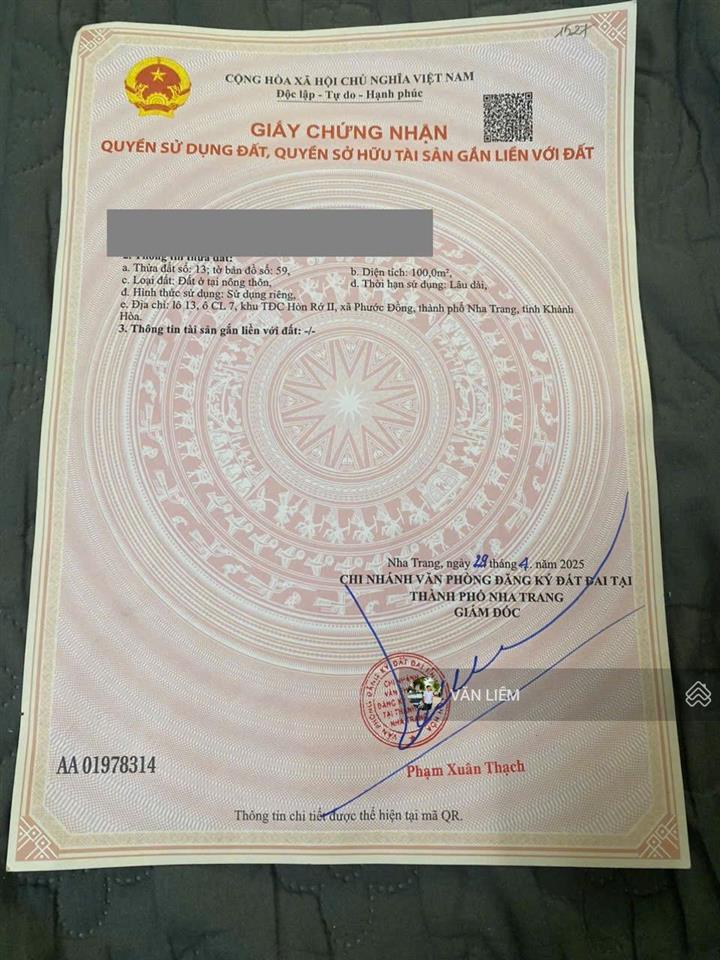 1527
CỘNG HÒA XÃ HỘI CHỦ NGHĨA VIỆT NAM
Độc lập - Tự do - Hạnh phúc
GIẤY CHỨNG NHẬN
QUYỀN SỬ DỤNG ĐẤT, QUYỀN SỞ HỮU TÀI SẢN GẮN LIỀN VỚI ĐẤT
2. Thông tin thửa đất:
a. Thửa đất số: 13; tờ bản đồ số: 59,
b. Diện tích: 100,0m²,
c. Loại đất: Đất ở tại nông thôn,
d. Thời hạn sử dụng: Lâu dài,
đ. Hình thức sử dụng: Sử dụng riêng,
e. Địa chỉ: lô 13, ô CL 7, khu TĐC Hòn Rớ II, xã Phước Đồng, thành phố Nha Trang, tỉnh Khánh
Hòa.
3. Thông tin tài sản gắn liền với đất: -/-
Nha Trang, ngày 29 tháng 4 năm 2025
CHI NHÁNH VĂN PHÒNG ĐĂNG KÝ ĐẤT ĐAI TẠI
THÀNH PHỐ NHA TRANG
GIÁM ĐỐC
VĂN LIÊM
AA 01978314
Phạm Xuân Thạch
Thông tin chi tiết được thể hiện tại mã QR.